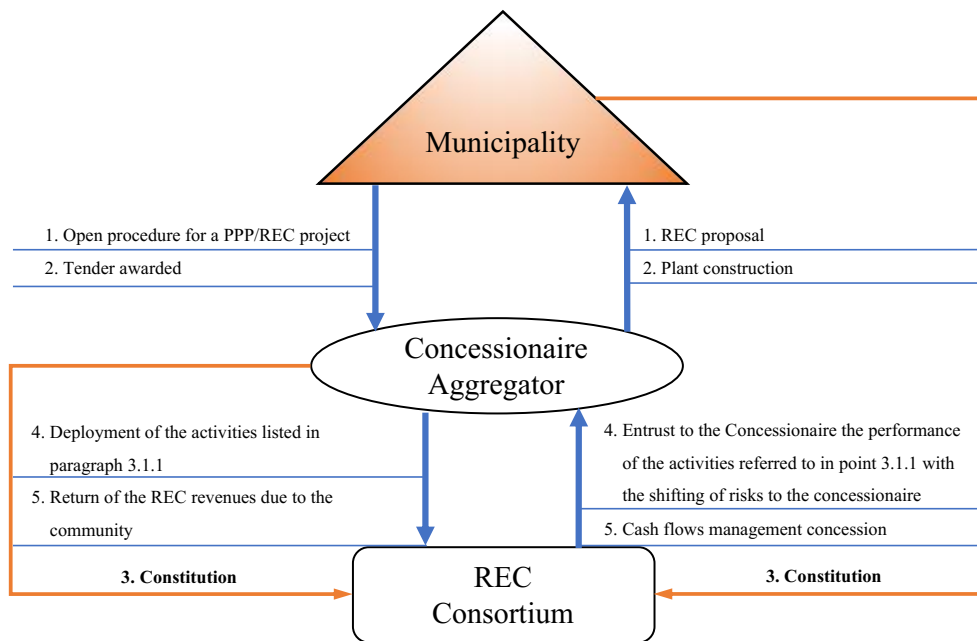 Municipality
1. Open procedure for a PPP/REC project
2. Tender awarded
1. REC proposal
2. Plant construction
Concessionaire
Aggregator
4. Deployment of the activities listed in
paragraph 3.1.1
5. Return of the REC revenues due to the
community
4. Entrust to the Concessionaire the performance
of the activities referred to in point 3.1.1 with
the shifting of risks to the concessionaire
5. Cash flows management concession
3. Constitution
REC
Consortium
3. Constitution